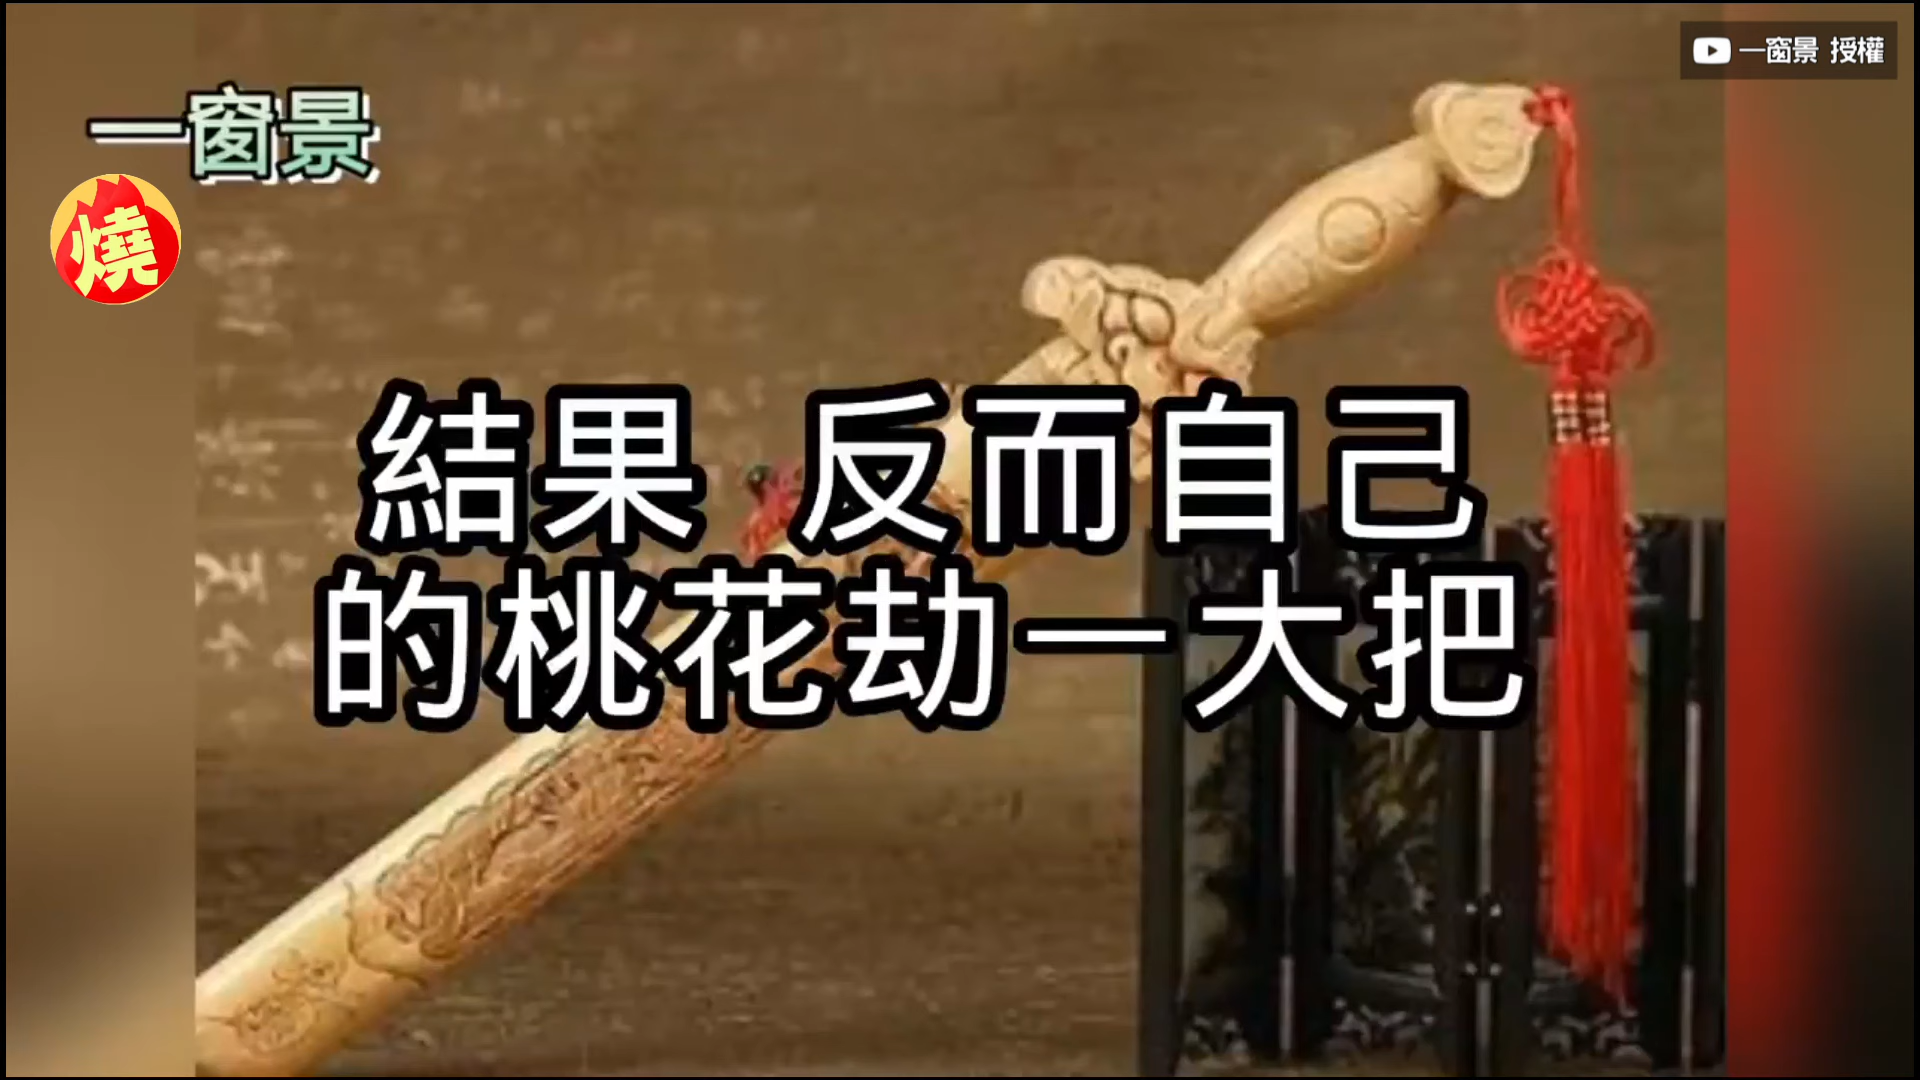 一窗景 授權
一窗景
燒
結果 反而自己
的桃花劫一大把